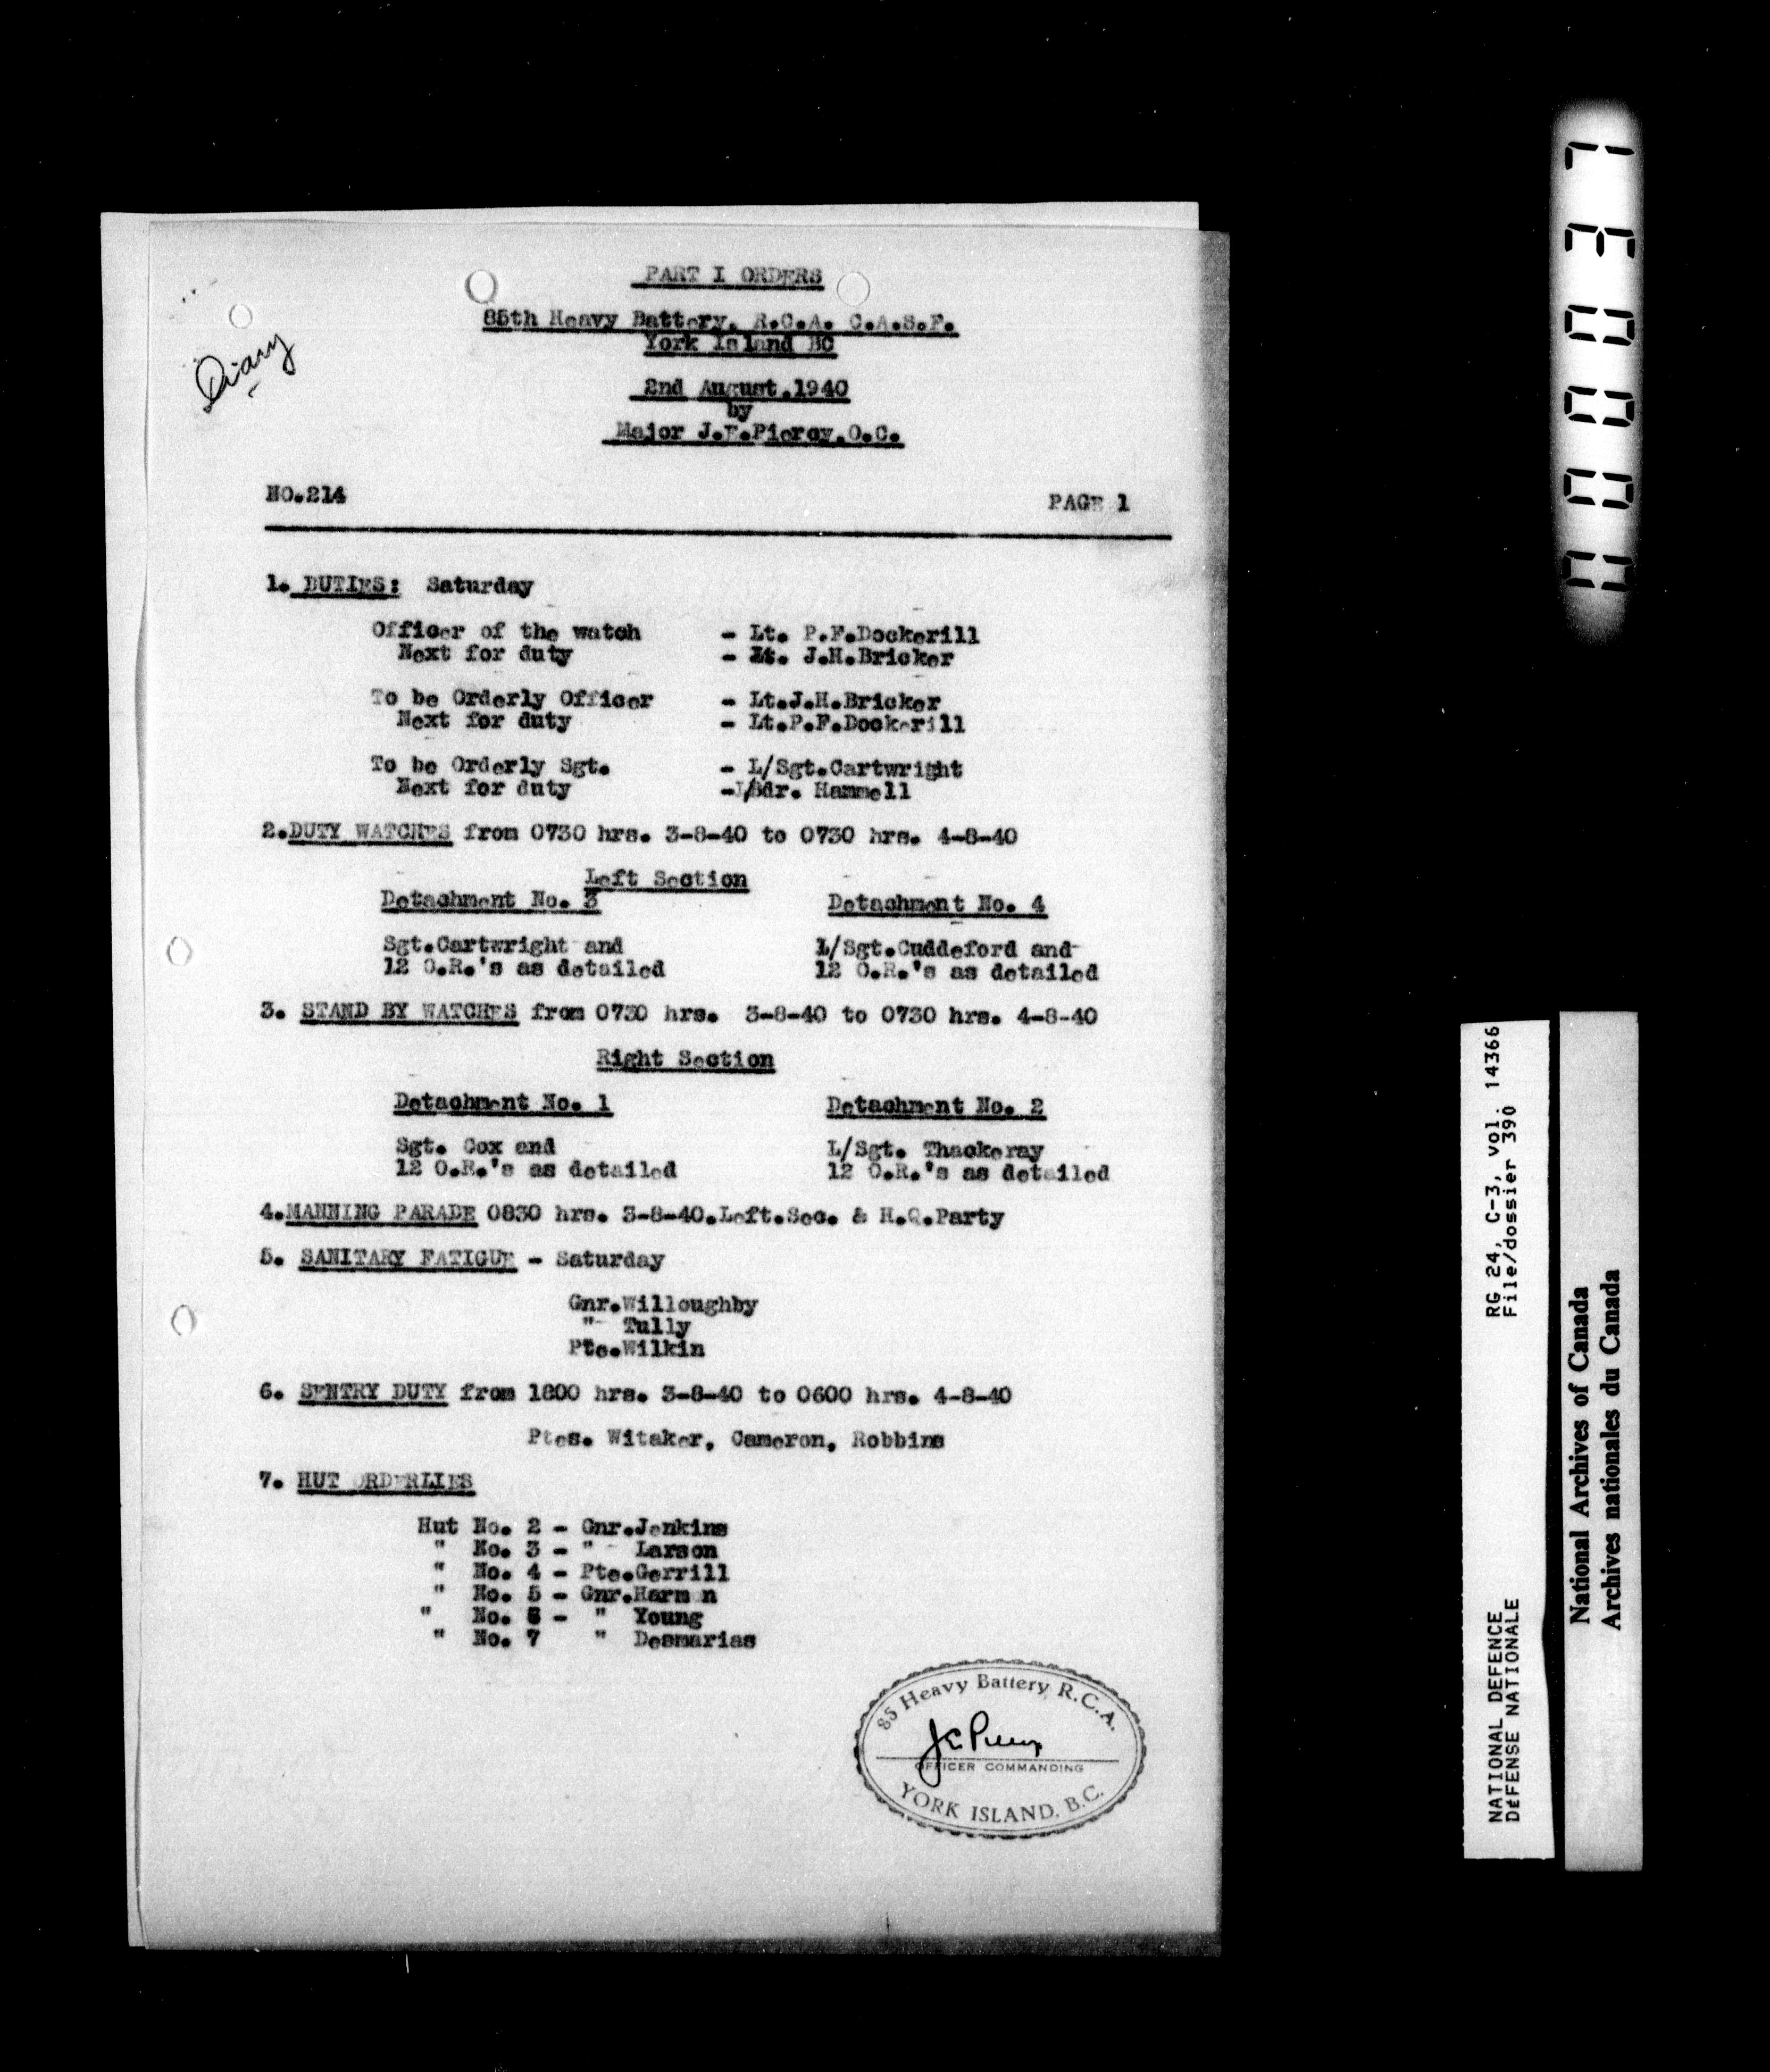 Diary
PART I ORDERS
85th Heavy Battery, R.C.A. C.A.S.F.
York Island BC
2nd August,1940
by
Major J.E.Piercy,O.C.
NO.214 PAGE 1
1. DUTIES: Saturday
Officer of the watch - Lt. P.F.Dockerill
Next for duty - Lt. J.H.Bricker
To be Orderly Officer - Lt.J.H.Bricker
Next for duty - Lt.P.F.Dockerill
To be Orderly Sgt. - L/Sgt.Cartwright
Next for duty -L/Bdr. Hammell
2.DUTY WATCHES from 0730 hrs. 3-8-40 to 0730 hrs. 4-8-40
Left Section
Detachment No. 3 Detachment No. 4
Sgt.Cartwright and L/Sgt.Cuddeford and
12 O.R.'s as detailed 12 O.R.'s as detailed
3. STAND BY WATCHES from 0730 hrs. 3-8-40 to 0730 hrs. 4-8-40
Right Section
Detachment No. 1 Detachment No. 2
Sgt. Cox and L/Sgt. Thackeray
12 O.R.'s as detailed 12 O.R.'s as detailed
4.MANNING PARADE 0830 hrs. 3-8-40.Left.Sec. & H.Q.Party
5. SANITARY FATIGUE - Saturday
Gnr.Willoughby
" Tully
Pte.Wilkin
6. SENTRY DUTY from 1800 hrs. 3-8-40 to 0600 hrs. 4-8-40
Ptes. Witaker, Cameron, Robbins
7. HUT ORDERLIES
Hut No. 2 - Gnr.Jenkins
" No. 3 - " Larson
" No. 4 - Pte.Gerrill
" No. 5 - Gnr.Harmon
" No. 6 - " Young
" No. 7 " Desmarias
85 Heavy Battery R.C.A.
JEPiercy
OFFICER COMMANDING
YORK ISLAND, B.C.
RG 24, C-3, vol. 14366
File/dossier 390
NATIONAL DEFENCE
DÉFENSE NATIONALE
National Archives of Canada
Archives nationales du Canada